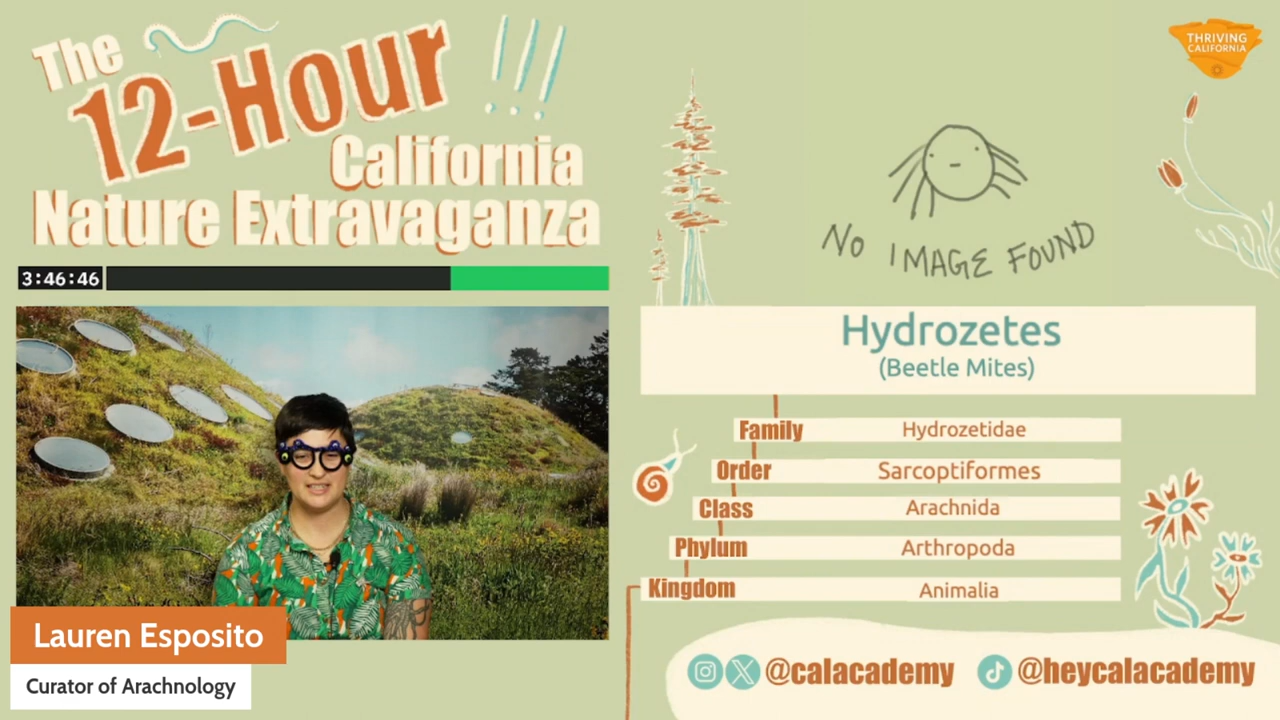 The
12-Hour !!!
California
Nature Extravaganza
3:46:46
Lauren Esposito
Curator of Arachnology
THRIVING
CALIFORNIA
NO IMAGE FOUND
Hydrozetes
(Beetle Mites)
Family Hydrozetidae
Order Sarcoptiformes
Class Arachnida
Phylum Arthropoda
Kingdom Animalia
@calacademy @heycalacademy